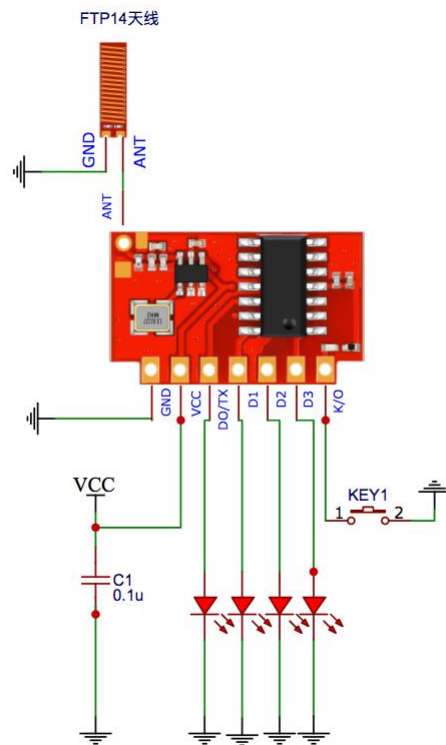 FTP14天线
GND
ANT
ANT
GND
VCC
DO/TX
D1
D2
D3
K/O
VCC
C1
0.1u
KEY1
1
2